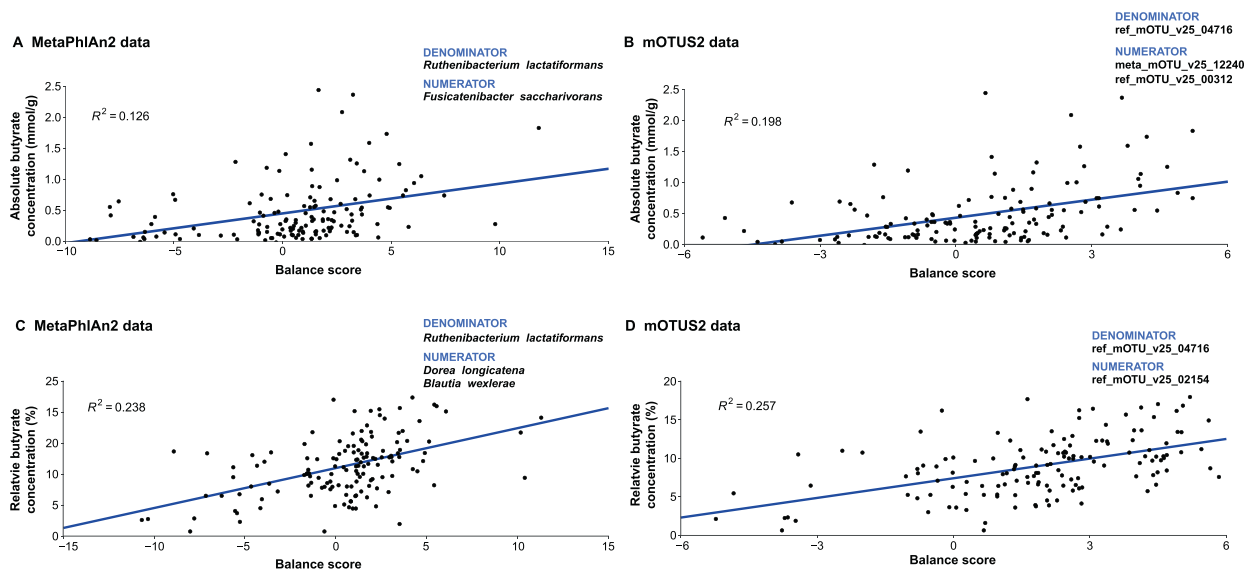 A MetaPhlAn2 data
DENOMINATOR
Ruthenibacterium lactatiformans
NUMERATOR
Fusicatenibacter saccharivorans
R² = 0.126
Absolute butyrate
concentration (mmol/g)
2.5
2.0
1.5
1.0
0.5
0.0
−10
−5
0
5
10
15
Balance score
B mOTUS2 data
DENOMINATOR
ref_mOTU_v25_04716
NUMERATOR
meta_mOTU_v25_12240
ref_mOTU_v25_00312
R² = 0.198
Absolute butyrate
concentration (mmol/g)
2.5
2.0
1.5
1.0
0.5
0.0
−6
−3
0
3
6
Balance score
C MetaPhlAn2 data
DENOMINATOR
Ruthenibacterium lactatiformans
NUMERATOR
Dorea longicatena
Blautia wexlerae
R² = 0.238
Relatvie butyrate
concentration (%)
25
15
20
10
5
0
−15
−10
−5
0
5
10
15
Balance score
D mOTUS2 data
DENOMINATOR
ref_mOTU_v25_04716
NUMERATOR
ref_mOTU_v25_02154
R² = 0.257
Relatvie butyrate
concentration (%)
20
15
10
5
0
−6
−3
0
3
6
Balance score